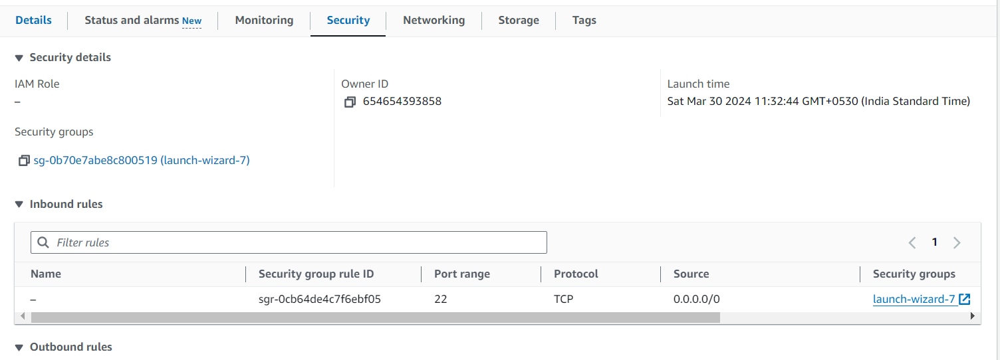 Details Status and alarms New Monitoring Security Networking Storage Tags
Security details
IAM Role Owner ID Launch time
– 654654393858 Sat Mar 30 2024 11:32:44 GMT+0530 (India Standard Time)
Security groups
sg-0b70e7abe8c800519 (launch-wizard-7)
Inbound rules
Filter rules 1
Name Security group rule ID Port range Protocol Source Security groups
– sgr-0cb64de4c7f6ebf05 22 TCP 0.0.0.0/0 launch-wizard-7
Outbound rules